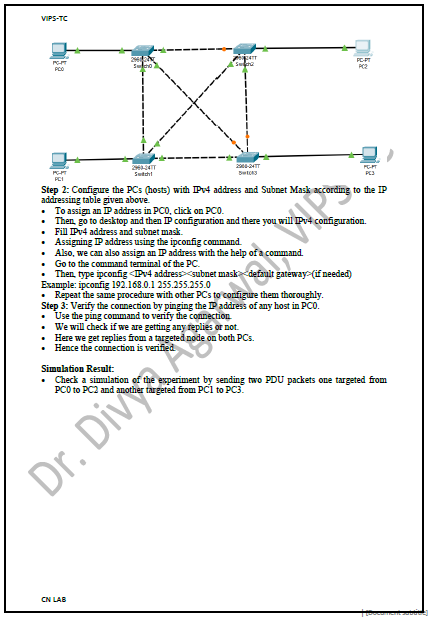 VIPS-TC
PC-PT
PC0
2960-24TT
Switch0
2960-24TT
Switch2
PC-PT
PC2
PC-PT
PC1
2960-24TT
Switch1
2960-24TT
Switch3
PC-PT
PC3
Step 2: Configure the PCs (hosts) with IPv4 address and Subnet Mask according to the IP
addressing table given above.
• To assign an IP address in PC0, click on PC0.
• Then, go to desktop and then IP configuration and there you will IPv4 configuration.
• Fill IPv4 address and subnet mask.
• Assigning IP address using the ipconfig command.
• Also, we can also assign an IP address with the help of a command.
• Go to the command terminal of the PC.
• Then, type ipconfig <IPv4 address><subnet mask><default gateway>(if needed)
Example: ipconfig 192.168.0.1 255.255.255.0
• Repeat the same procedure with other PCs to configure them thoroughly.
Step 3: Verify the connection by pinging the IP address of any host in PC0.
• Use the ping command to verify the connection.
• We will check if we are getting any replies or not.
• Here we get replies from a targeted node on both PCs.
• Hence the connection is verified.
Simulation Result:
• Check a simulation of the experiment by sending two PDU packets one targeted from
PC0 to PC2 and another targeted from PC1 to PC3.
Dr. Divya Agarwal, VIPS
CN LAB
[Document subtitle]